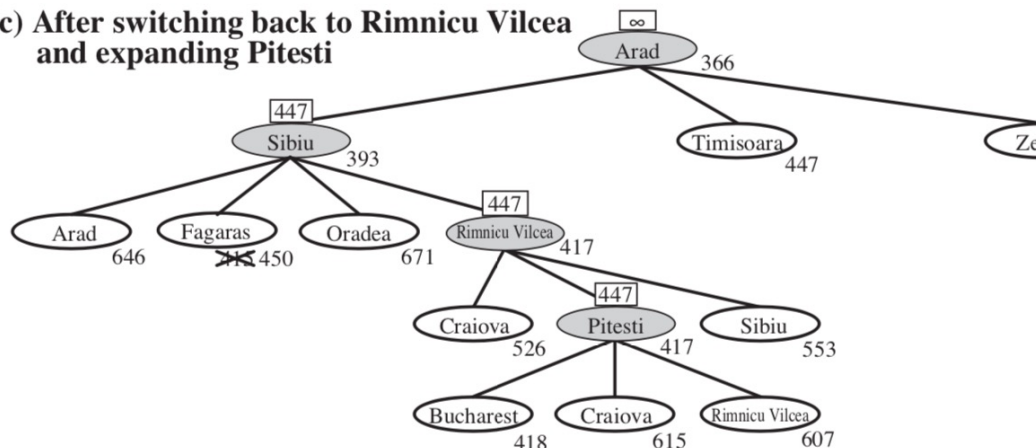 c) After switching back to Rimnicu Vilcea
and expanding Pitesti
∞
Arad
366
447
Sibiu
393
Timisoara
447
Ze
447
Arad
646
Fagaras
415 450
Oradea
671
Rimnicu Vilcea
417
447
Craiova
526
Pitesti
417
Sibiu
553
Bucharest
418
Craiova
615
Rimnicu Vilcea
607